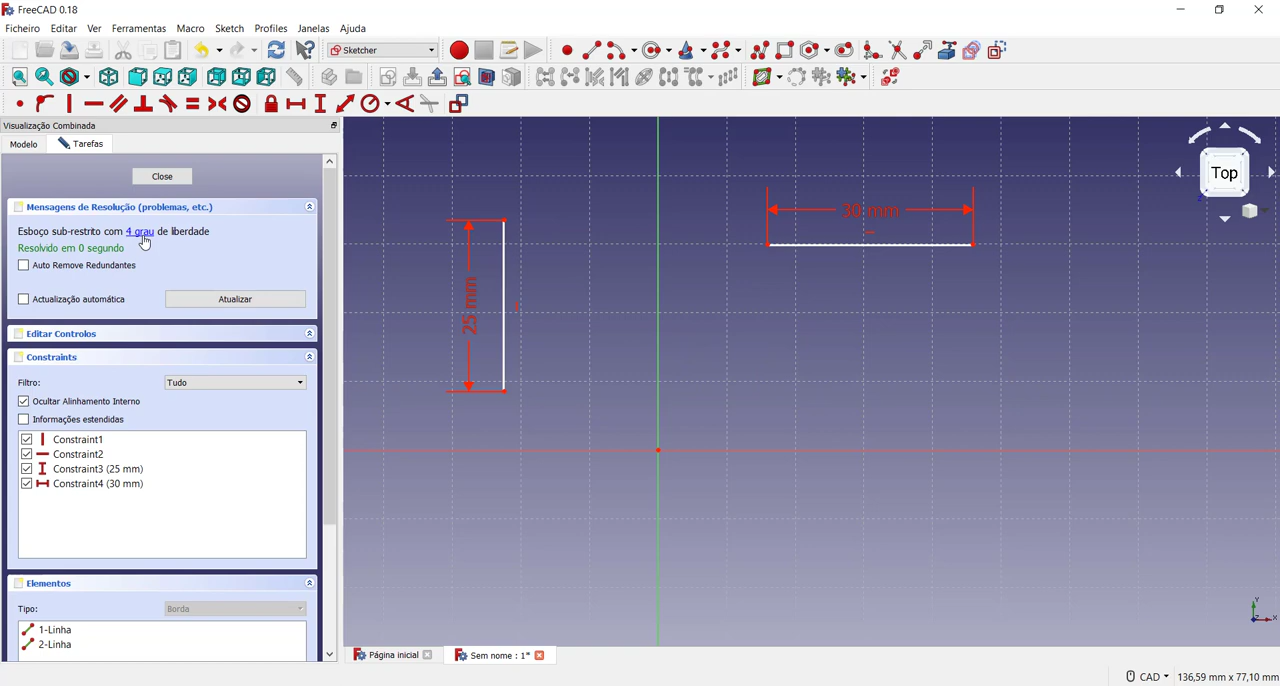 FreeCAD 0.18
Ficheiro Editar Ver Ferramentas Macro Sketch Profiles Janelas Ajuda
Sketcher
Visualização Combinada
Modelo Tarefas
Close
Mensagens de Resolução (problemas, etc.)
Esboço sub-restrito com 4 grau de liberdade
Resolvido em 0 segundo
Auto Remove Redundantes
Actualização automática Atualizar
Editar Controlos
Constraints
Filtro: Tudo
Ocultar Alinhamento Interno
Informações estendidas
Constraint1
Constraint2
Constraint3 (25 mm)
Constraint4 (30 mm)
Elementos
Tipo: Borda
1-Linha
2-Linha
25 mm
30 mm
Top
Z
Y
Z X
Página inicial Sem nome : 1*
CAD 136,59 mm x 77,10 mm